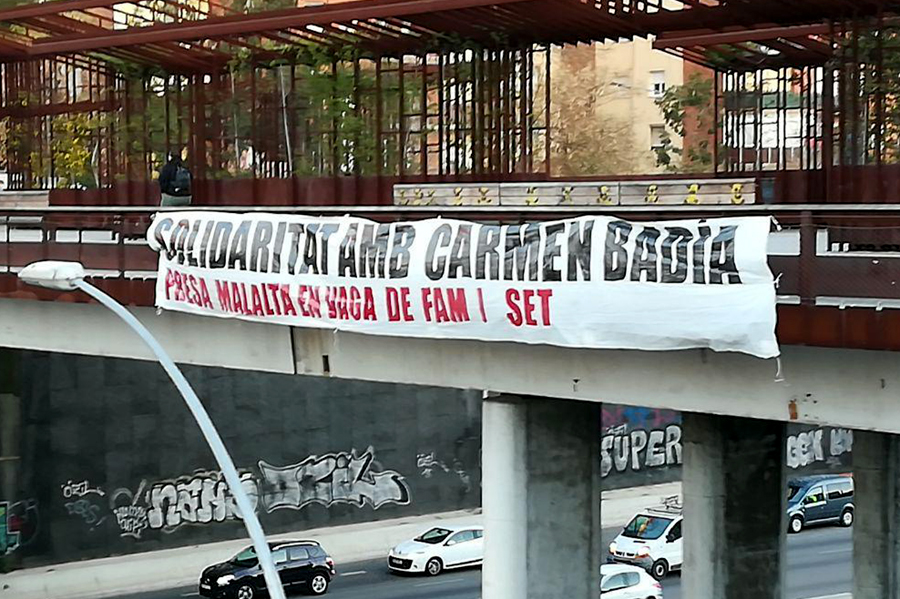 SOLIDARITAT AMB CARMEN BADÍA
PRESA MALALTA EN VAGA DE FAM I SET
SUPER